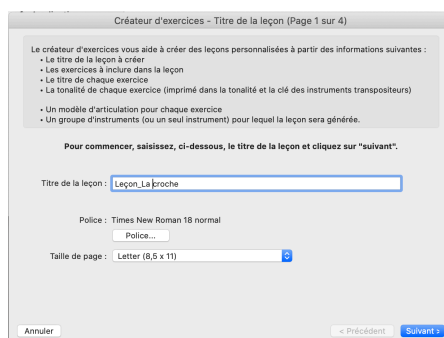 Créateur d'exercices - Titre de la leçon (Page 1 sur 4)
Le créateur d'exercices vous aide à créer des leçons personnalisées à partir des informations suivantes :
• Le titre de la leçon à créer
• Les exercices à inclure dans la leçon
• Le titre de chaque exercice
• La tonalité de chaque exercice (imprimé dans la tonalité et la clé des instruments transpositeurs)
• Un modèle d'articulation pour chaque exercice
• Un groupe d'instruments (ou un seul instrument) pour lequel la leçon sera générée.
Pour commencer, saisissez, ci-dessous, le titre de la leçon et cliquez sur "suivant".
Titre de la leçon : Leçon_La croche
Police : Times New Roman 18 normal
Police...
Taille de page : Letter (8,5 x 11)
Annuler < Précédent Suivant >